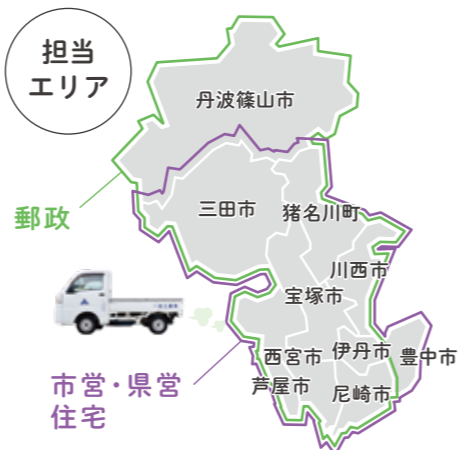 担当
エリア
丹波篠山市
郵政
三田市
猪名川町
川西市
宝塚市
西宮市
伊丹市
豊中市
芦屋市
尼崎市
市営・県営
住宅